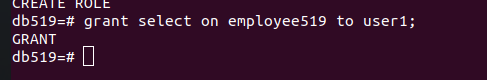 CREATE ROLE
db519=# grant select on employee519 to user1;
GRANT
db519=#